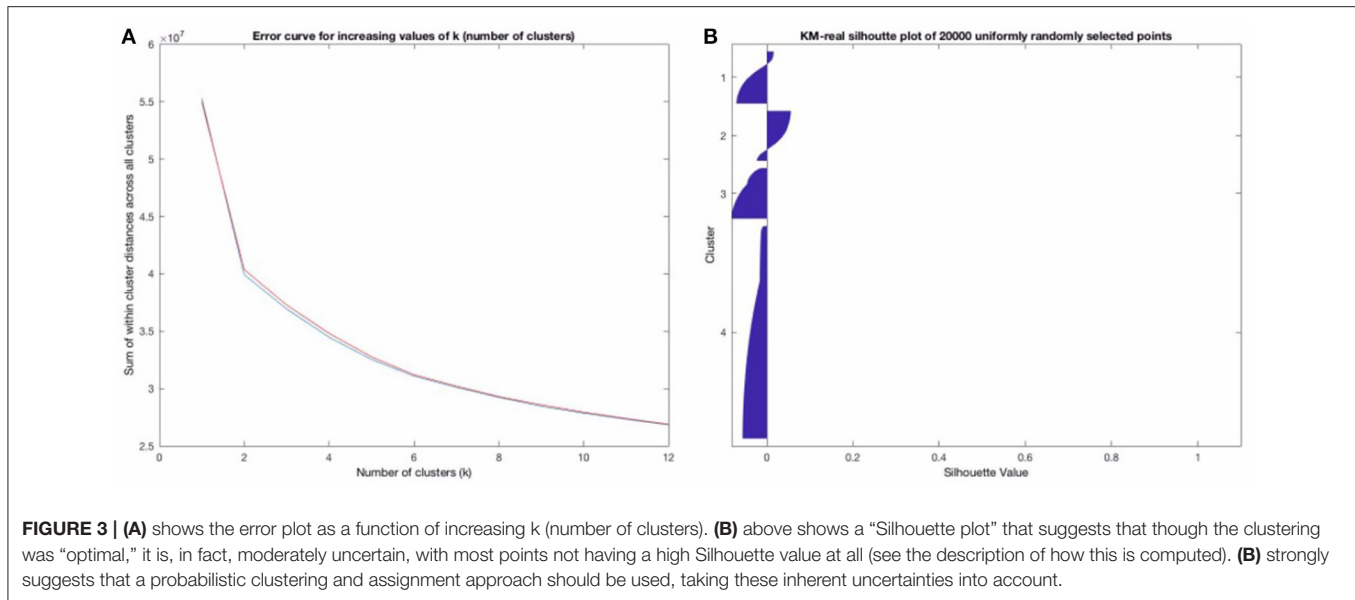 A
Error curve for increasing values of k (number of clusters)
×10⁷
6
5.5
5
4.5
4
3.5
3
2.5
Sum of within cluster distances across all clusters
0
2
4
6
8
10
12
Number of clusters (k)
B
KM-real silhoutte plot of 20000 uniformly randomly selected points
1
2
3
4
Cluster
0
0.2
0.4
0.6
0.8
1
Silhouette Value
FIGURE 3 | (A) shows the error plot as a function of increasing k (number of clusters). (B) above shows a “Silhouette plot” that suggests that though the clustering
was “optimal,” it is, in fact, moderately uncertain, with most points not having a high Silhouette value at all (see the description of how this is computed). (B) strongly
suggests that a probabilistic clustering and assignment approach should be used, taking these inherent uncertainties into account.